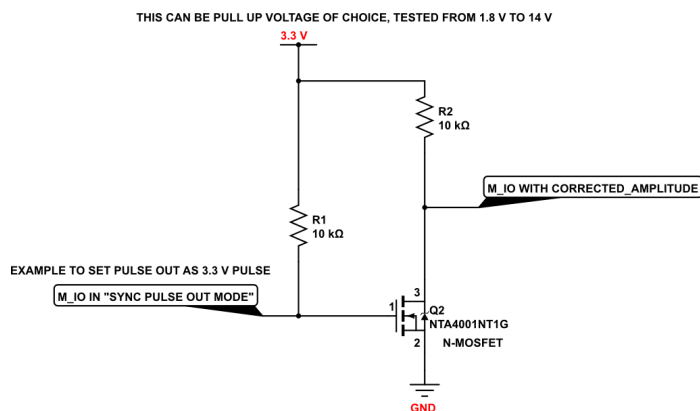 THIS CAN BE PULL UP VOLTAGE OF CHOICE, TESTED FROM 1.8 V TO 14 V
3.3 V
R2
10 kΩ
M_IO WITH CORRECTED_AMPLITUDE
R1
10 kΩ
EXAMPLE TO SET PULSE OUT AS 3.3 V PULSE
M_IO IN "SYNC PULSE OUT MODE"
3
1
Q2
NTA4001NT1G
2
N-MOSFET
GND